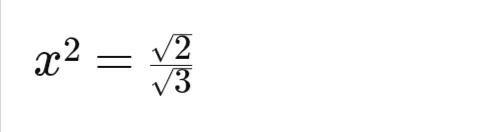 x² = √2/√3